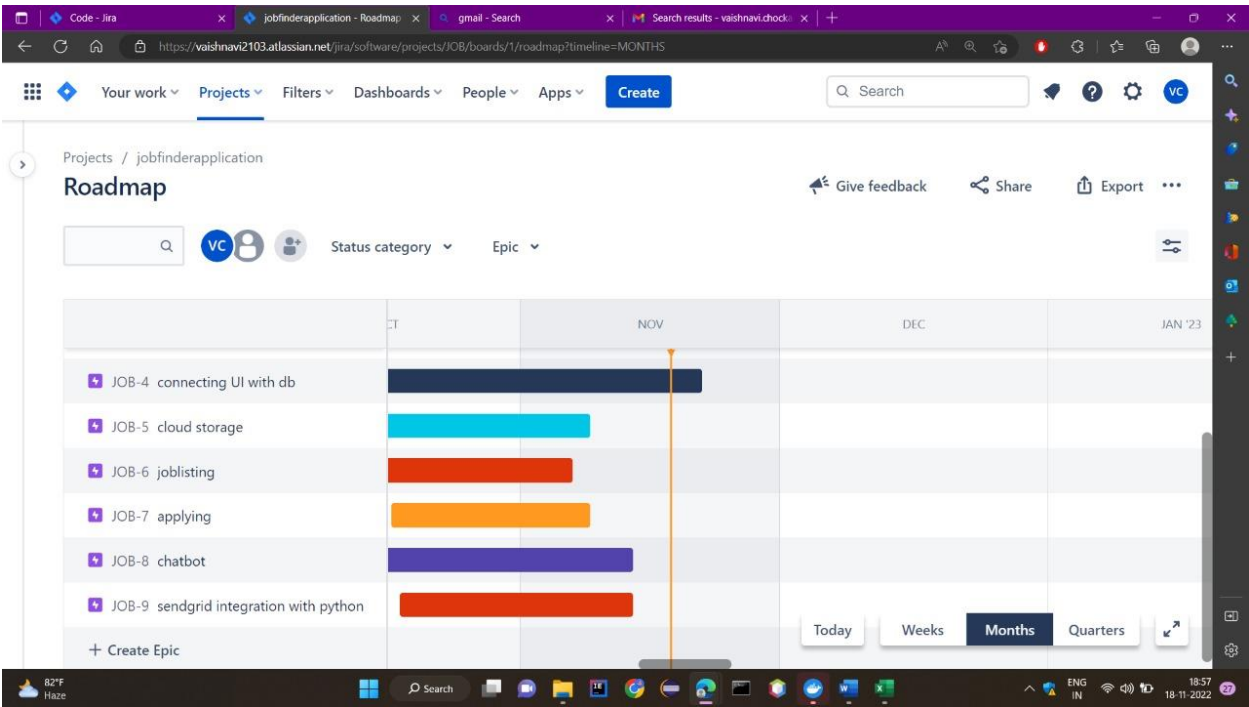 Code - Jira
jobfinderapplication - Roadmap
gmail - Search
Search results - vaishnavi.chocka
https://vaishnavi2103.atlassian.net/jira/software/projects/JOB/boards/1/roadmap?timeline=MONTHS
Your work Projects Filters Dashboards People Apps Create Search VC
Projects / jobfinderapplication
Roadmap
Give feedback Share Export
VC Status category Epic
CT NOV DEC JAN '23
JOB-4 connecting UI with db
JOB-5 cloud storage
JOB-6 joblisting
JOB-7 applying
JOB-8 chatbot
JOB-9 sendgrid integration with python
Today Weeks Months Quarters
+ Create Epic
82°F
Haze
Search
ENG
IN
18:57
18-11-2022
27